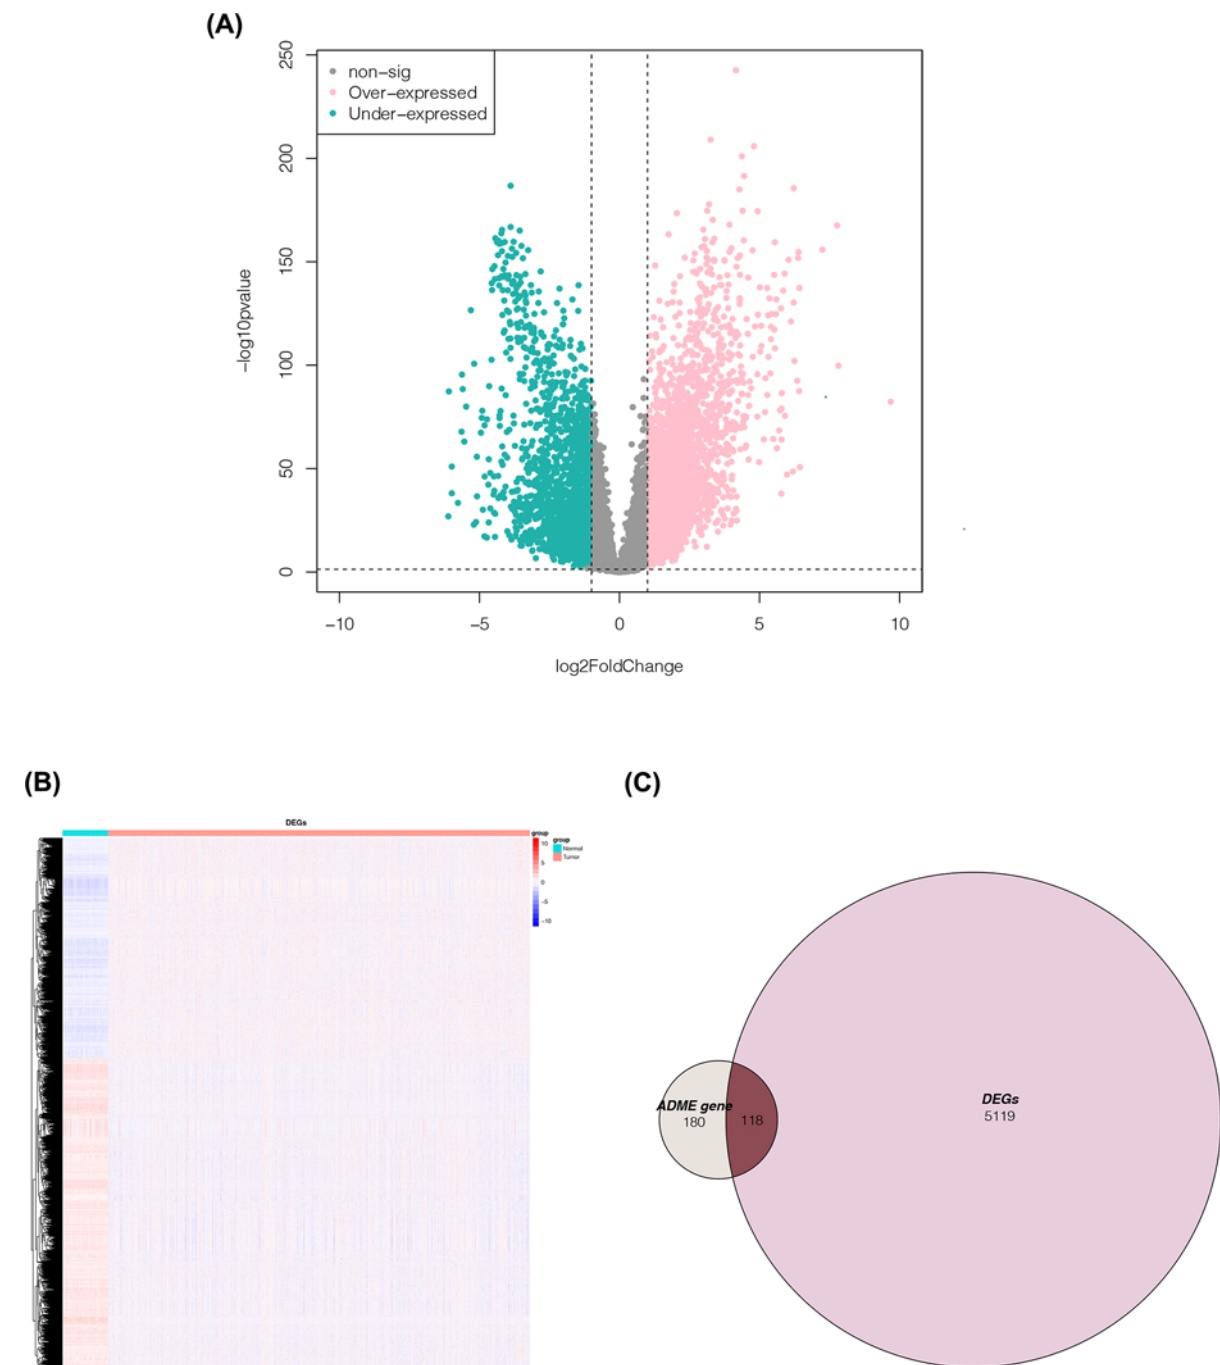 (A)
250
200
150
100
50
0
-log10pvalue
non-sig
Over-expressed
Under-expressed
-10 -5 0 5 10
log2FoldChange
(B)
DEGs
group
10
5
0
-5
-10
group
Normal
Tumor
(C)
ADME gene
180
118
DEGs
5119